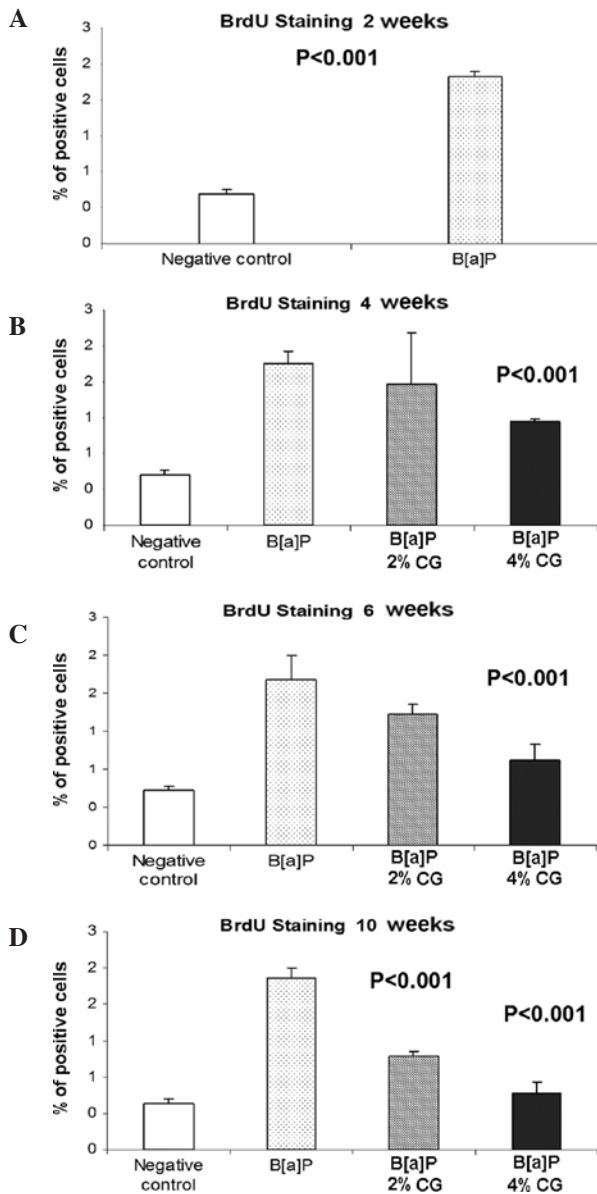 A
BrdU Staining 2 weeks
P<0.001
% of positive cells
3
2
2
1
1
0
0
Negative control
B[a]P
B
BrdU Staining 4 weeks
P<0.001
% of positive cells
3
2
2
1
1
0
0
Negative
control
B[a]P
B[a]P
2% CG
B[a]P
4% CG
C
BrdU Staining 6 weeks
P<0.001
% of positive cells
3
2
2
1
1
0
0
Negative
control
B[a]P
B[a]P
2% CG
B[a]P
4% CG
D
BrdU Staining 10 weeks
P<0.001
P<0.001
% of positive cells
3
2
2
1
1
0
0
Negative
control
B[a]P
B[a]P
2% CG
B[a]P
4% CG